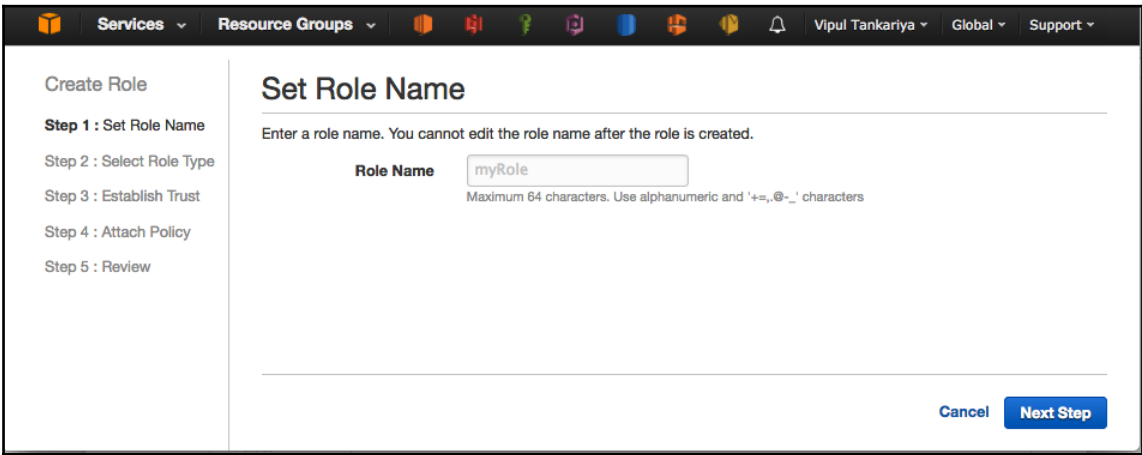 Services Resource Groups Vipul Tankariya Global Support
Create Role
Step 1 : Set Role Name
Step 2 : Select Role Type
Step 3 : Establish Trust
Step 4 : Attach Policy
Step 5 : Review
Set Role Name
Enter a role name. You cannot edit the role name after the role is created.
Role Name myRole
Maximum 64 characters. Use alphanumeric and '+=,.@-_' characters
Cancel Next Step